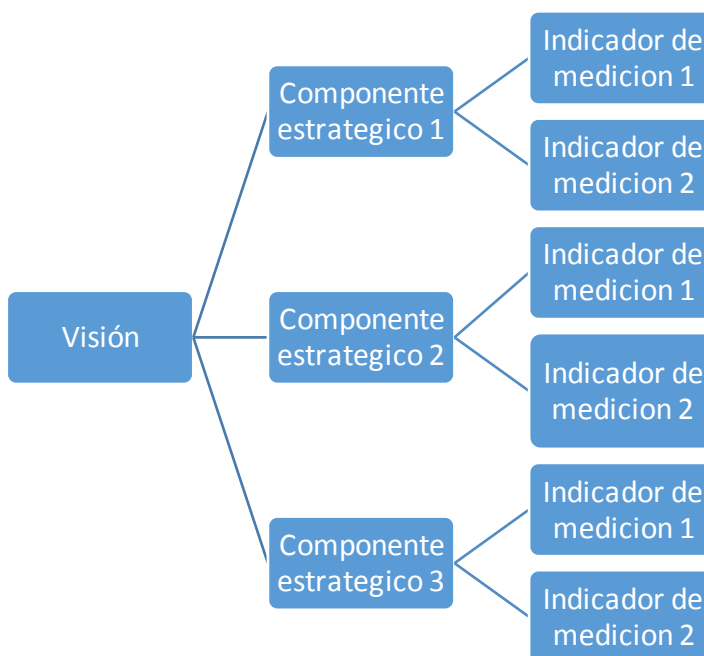 Visión
Componente
estrategico 1
Indicador de
medicion 1
Indicador de
medicion 2
Componente
estrategico 2
Indicador de
medicion 1
Indicador de
medicion 2
Componente
estrategico 3
Indicador de
medicion 1
Indicador de
medicion 2